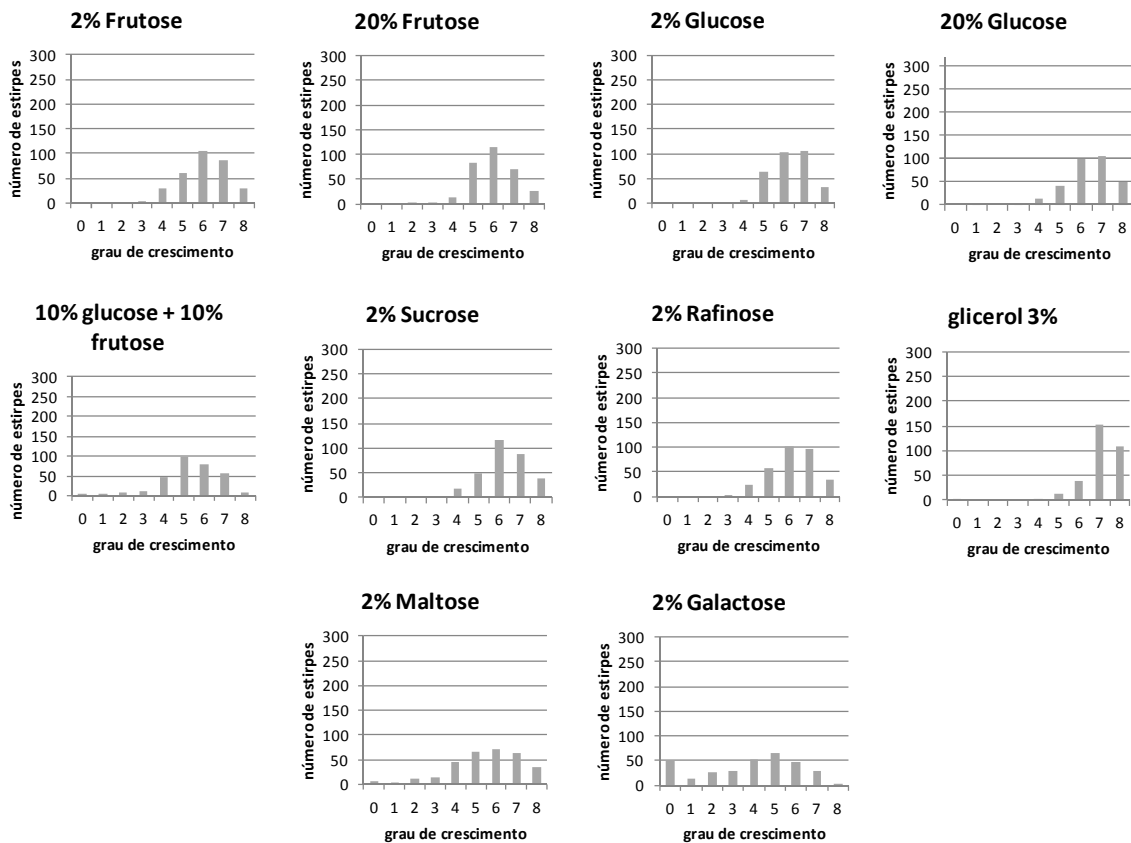 2% Frutose
300
250
200
150
100
50
0
número de estirpes
0 1 2 3 4 5 6 7 8
grau de crescimento
20% Frutose
300
250
200
150
100
50
0
número de estirpes
0 1 2 3 4 5 6 7 8
grau de crescimento
2% Glucose
300
250
200
150
100
50
0
número de estirpes
0 1 2 3 4 5 6 7 8
grau de crescimento
20% Glucose
300
250
200
150
100
50
0
número de estirpes
0 1 2 3 4 5 6 7 8
grau de crescimento
10% glucose + 10%
frutose
300
250
200
150
100
50
0
número de estirpes
0 1 2 3 4 5 6 7 8
grau de crescimento
2% Sucrose
300
250
200
150
100
50
0
número de estirpes
0 1 2 3 4 5 6 7 8
grau de crescimento
2% Rafinose
300
250
200
150
100
50
0
número de estirpes
0 1 2 3 4 5 6 7 8
grau de crescimento
glicerol 3%
300
250
200
150
100
50
0
número de estirpes
0 1 2 3 4 5 6 7 8
grau de crescimento
2% Maltose
300
250
200
150
100
50
0
número de estirpes
0 1 2 3 4 5 6 7 8
grau de crescimento
2% Galactose
300
250
200
150
100
50
0
número de estirpes
0 1 2 3 4 5 6 7 8
grau de crescimento